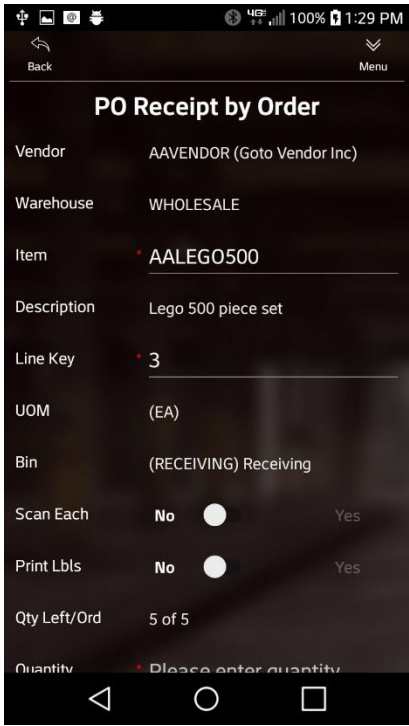 4G 100% 1:29 PM
Back Menu
PO Receipt by Order
Vendor AAVENDOR (Goto Vendor Inc)
Warehouse WHOLESALE
Item * AALEGO500
Description Lego 500 piece set
Line Key * 3
UOM (EA)
Bin (RECEIVING) Receiving
Scan Each No Yes
Print Lbls No Yes
Qty Left/Ord 5 of 5
Quantity * Please enter quantity